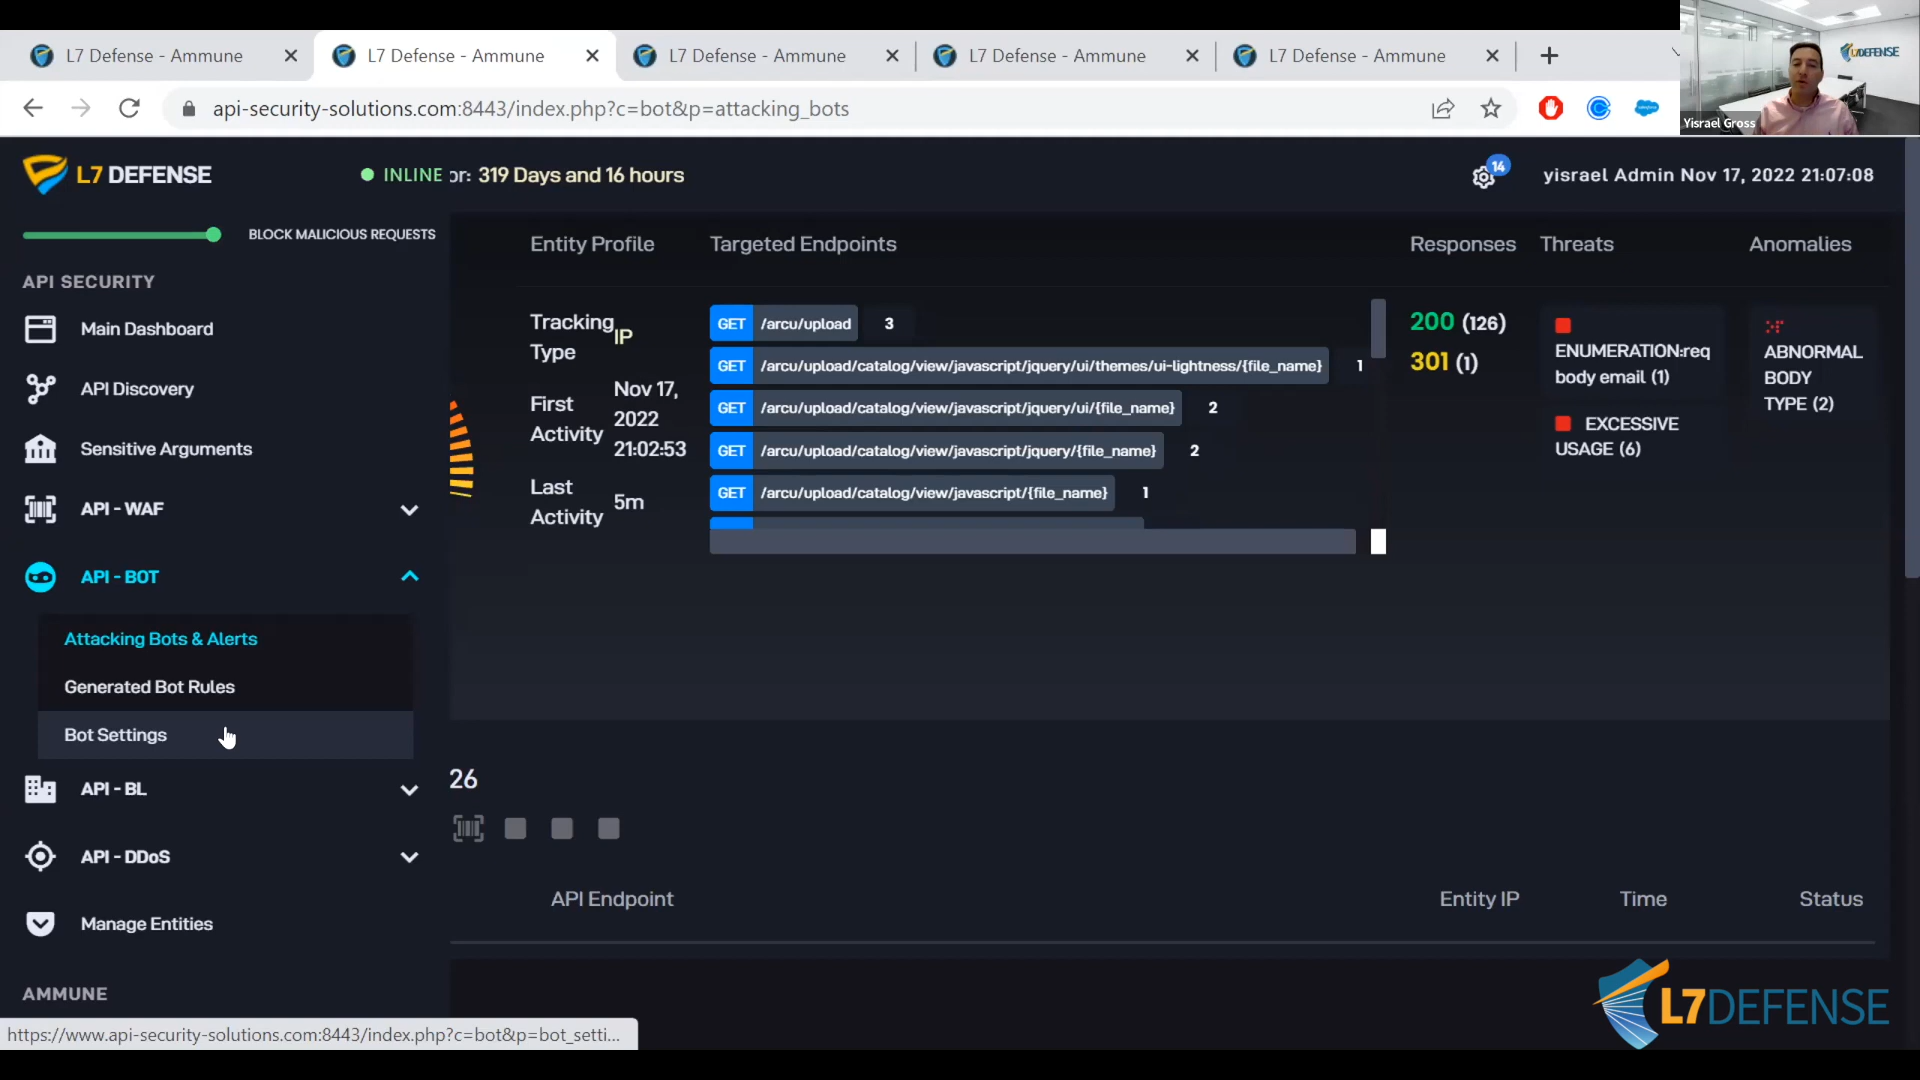 L7 Defense - Ammune
L7 Defense - Ammune
L7 Defense - Ammune
L7 Defense - Ammune
L7 Defense - Ammune
api-security-solutions.com:8443/index.php?c=bot&p=attacking_bots
L7DEFENSE
Yisrael Gross
L7 DEFENSE
INLINE or: 319 Days and 16 hours
14
yisrael Admin Nov 17, 2022 21:07:08
BLOCK MALICIOUS REQUESTS
API SECURITY
Main Dashboard
API Discovery
Sensitive Arguments
API - WAF
API - BOT
Attacking Bots & Alerts
Generated Bot Rules
Bot Settings
API - BL
API - DDoS
Manage Entities
AMMUNE
Entity Profile Targeted Endpoints Responses Threats Anomalies
Tracking
Type
IP
First
Activity
Nov 17,
2022
21:02:53
Last
Activity
5m
GET /arcu/upload 3
GET /arcu/upload/catalog/view/javascript/jquery/ui/themes/ui-lightness/{file_name} 1
GET /arcu/upload/catalog/view/javascript/jquery/ui/{file_name} 2
GET /arcu/upload/catalog/view/javascript/jquery/{file_name} 2
GET /arcu/upload/catalog/view/javascript/{file_name} 1
200 (126)
301 (1)
ENUMERATION:req
body email (1)
EXCESSIVE
USAGE (6)
ABNORMAL
BODY
TYPE (2)
26
API Endpoint Entity IP Time Status
L7DEFENSE
https://www.api-security-solutions.com:8443/index.php?c=bot&p=bot_setti...